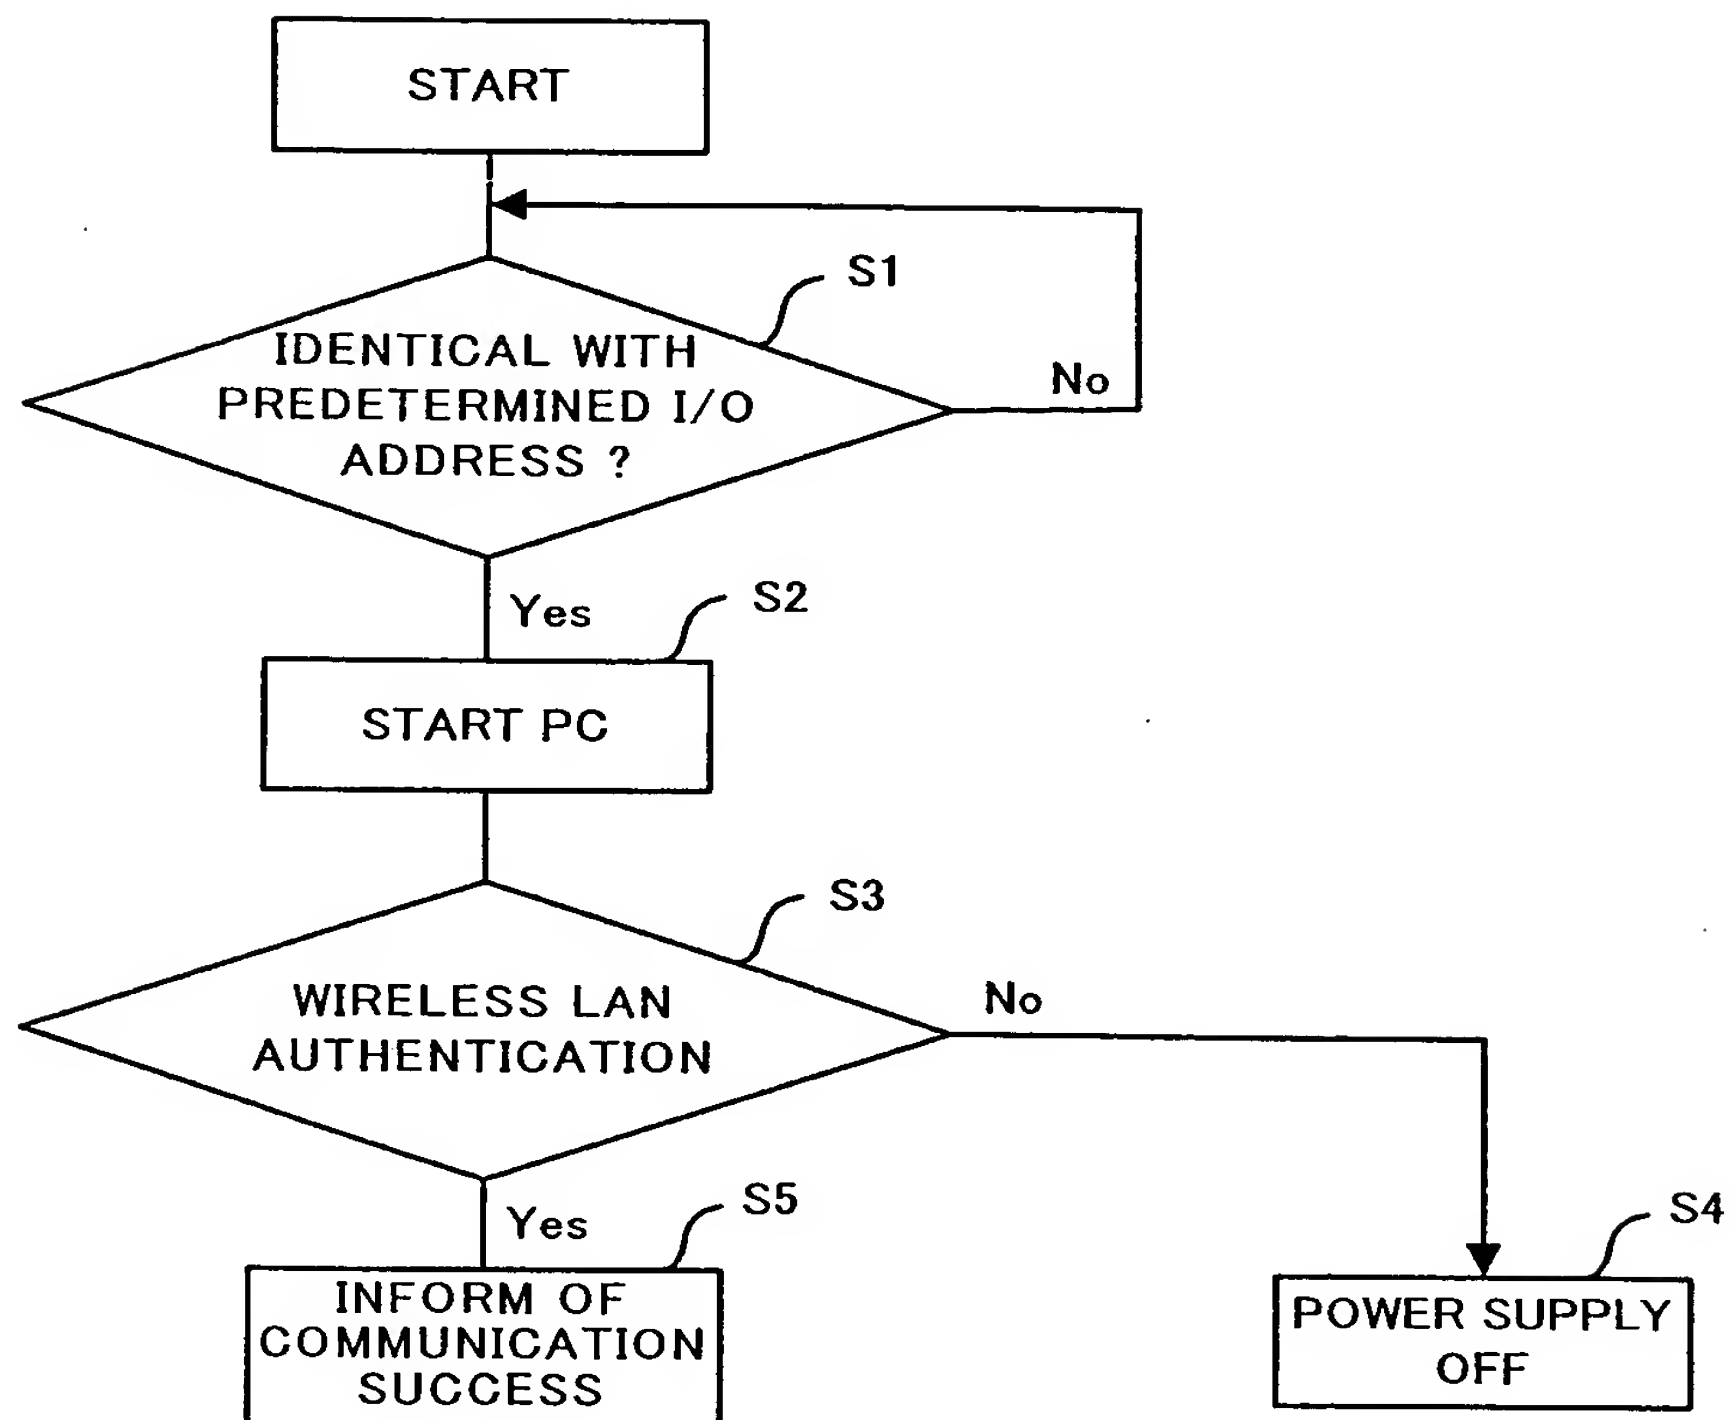 START
S1
IDENTICAL WITH
PREDETERMINED I/O
ADDRESS ?
No
Yes
S2
START PC
S3
WIRELESS LAN
AUTHENTICATION
No
Yes
S5
INFORM OF
COMMUNICATION
SUCCESS
S4
POWER SUPPLY
OFF